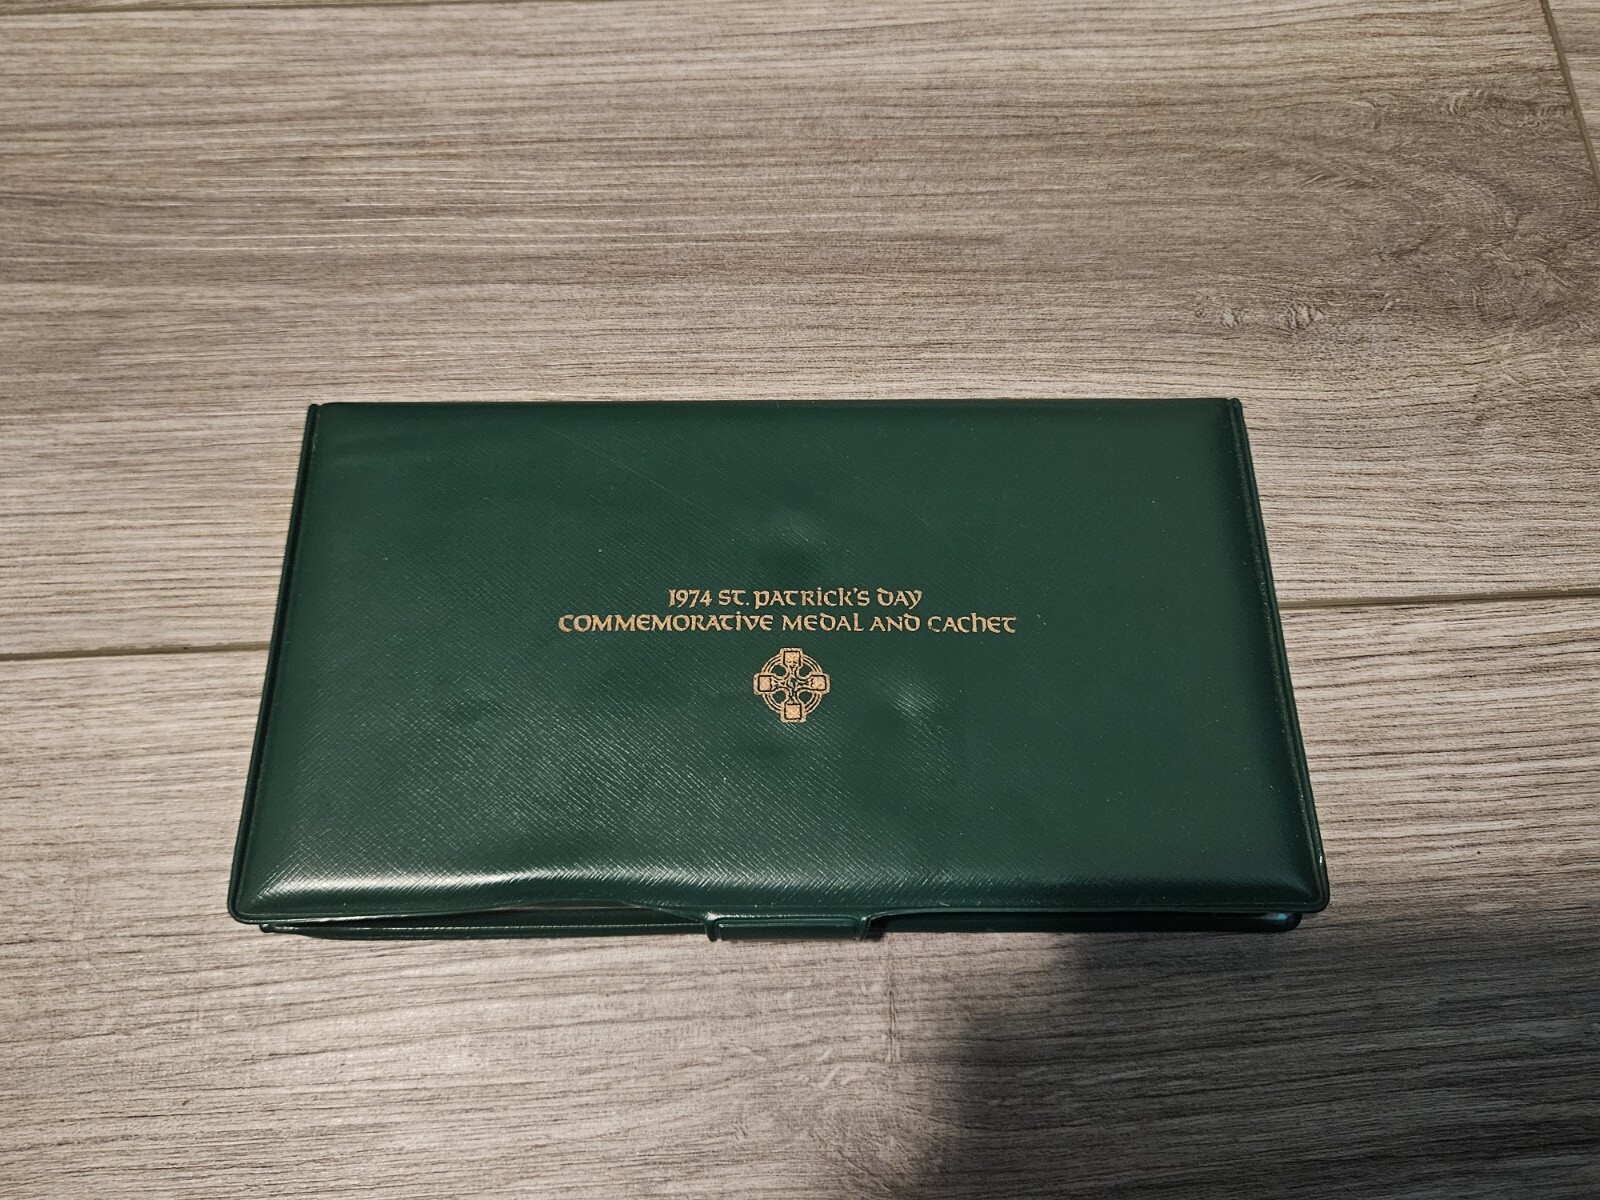 1974 ST. PATRICK'S DAY
COMMEMORATIVE MEDAL AND CACHET